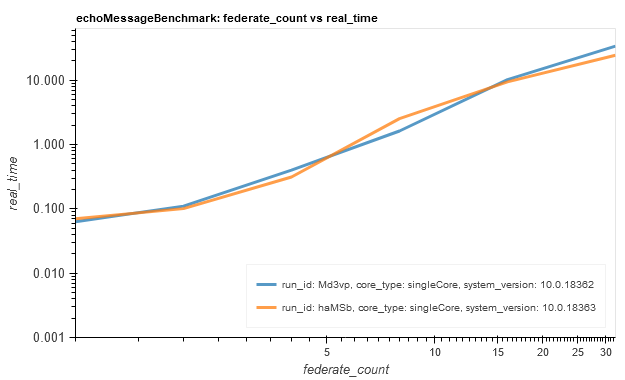 echoMessageBenchmark: federate_count vs real_time
10.000
1.000
0.100
0.010
0.001
real_time
run_id: Md3vp, core_type: singleCore, system_version: 10.0.18362
run_id: haMSb, core_type: singleCore, system_version: 10.0.18363
5 10 15 20 25 30
federate_count